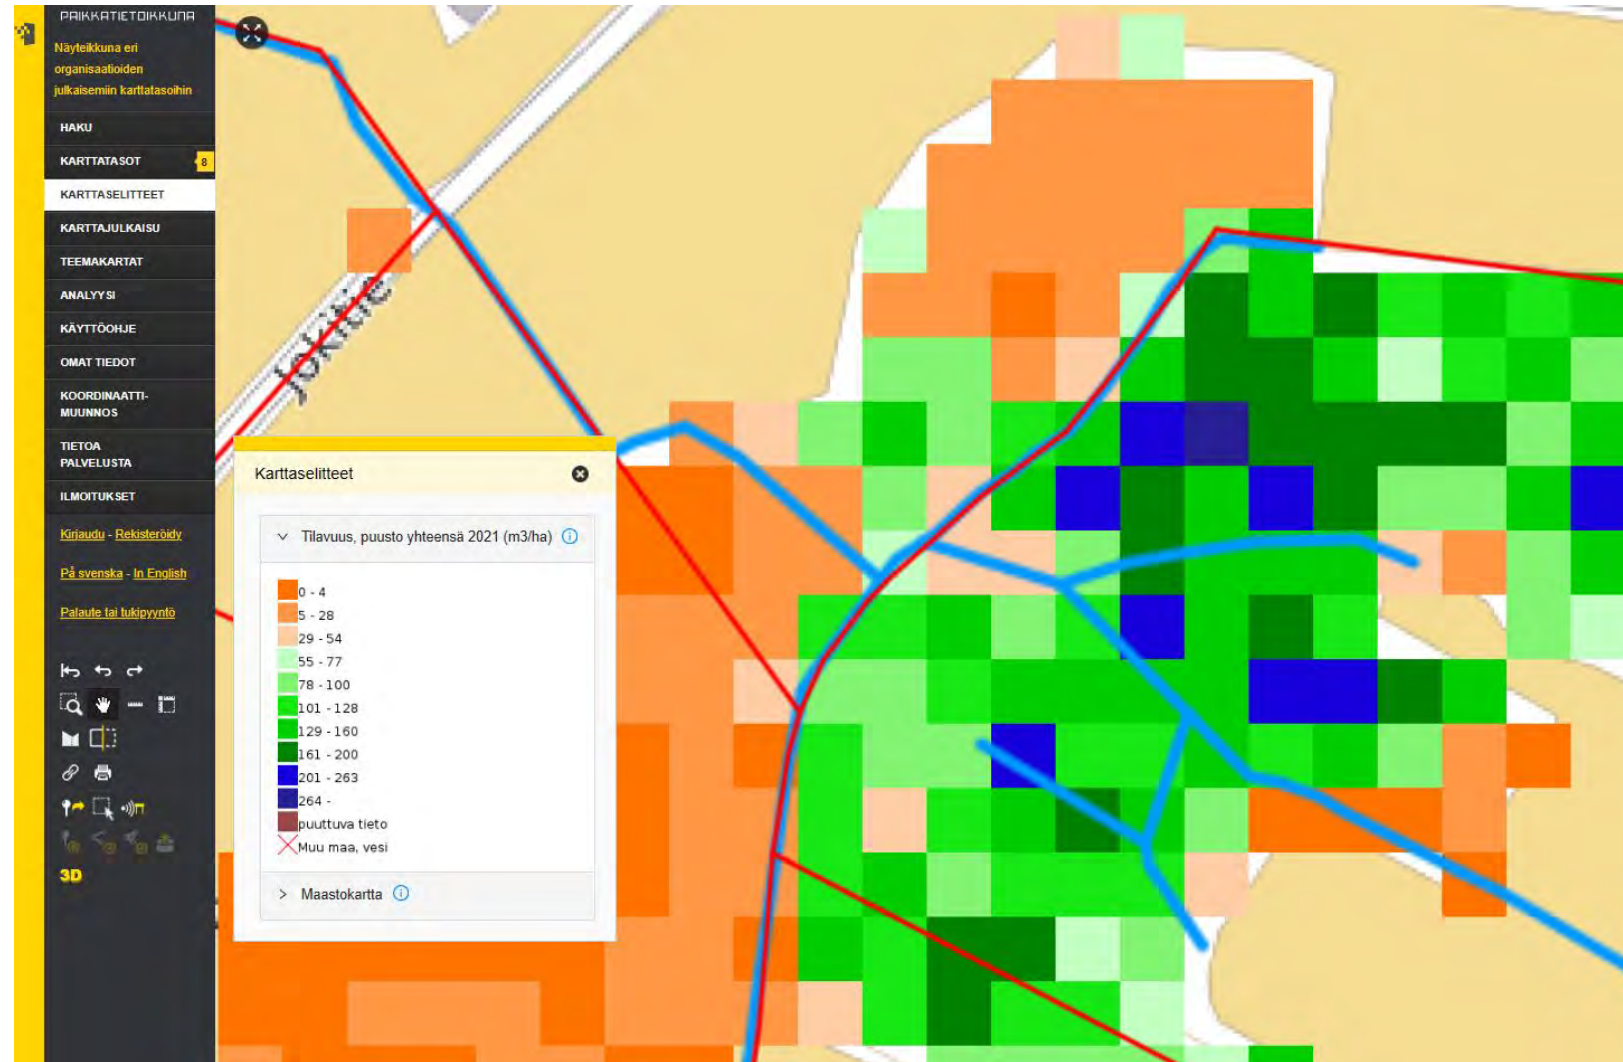 PAIKKATIETOIKKUNA
Näyteikkuna eri
organisaatioiden
julkaisemiin karttatasoihin
HAKU
KARTTATASOT 8
KARTTASELITTEET
KARTTAJULKAISU
TEEMAKARTAT
ANALYYSI
KÄYTTÖOHJE
OMAT TIEDOT
KOORDINAATTI-
MUUNNOS
TIETOA
PALVELUSTA
ILMOITUKSET
Kirjaudu - Rekisteröidy
På svenska - In English
Palaute tai tukipyyntö
3D
Jokitie
Karttaselitteet
Tilavuus, puusto yhteensä 2021 (m3/ha)
0 - 4
5 - 28
29 - 54
55 - 77
78 - 100
101 - 128
129 - 160
161 - 200
201 - 263
264 -
puuttuva tieto
Muu maa, vesi
Maastokartta